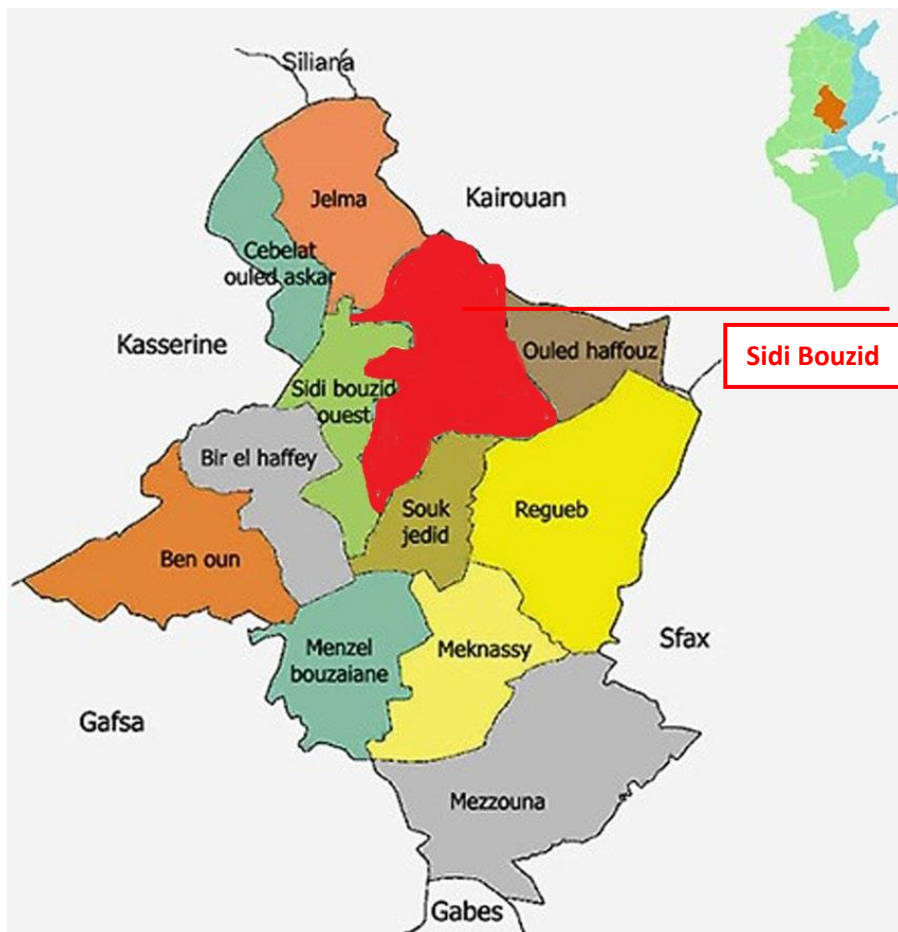 Siliana
Jelma
Kairouan
Cebelat
ouled askar
Kasserine
Ouled haffouz
Sidi Bouzid
Sidi bouzid
ouest
Bir el haffey
Souk
jedid
Regueb
Ben oun
Menzel
bouzaiane
Meknassy
Sfax
Gafsa
Mezzouna
Gabes